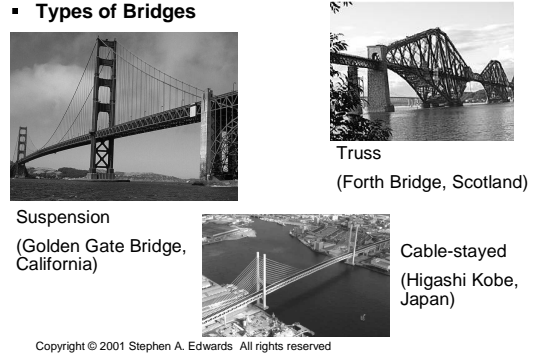 Types of Bridges
Truss
(Forth Bridge, Scotland)
Suspension
(Golden Gate Bridge,
California)
Cable-stayed
(Higashi Kobe,
Japan)
Copyright © 2001 Stephen A. Edwards All rights reserved